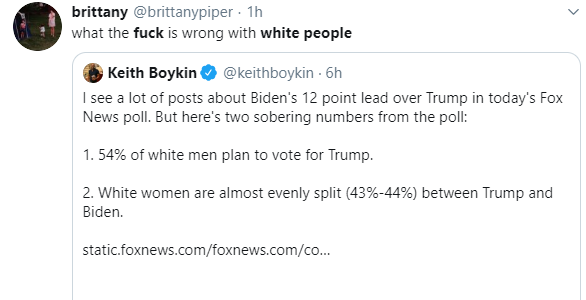 brittany @brittanypiper · 1h
what the fuck is wrong with white people
Keith Boykin @keithboykin · 6h
I see a lot of posts about Biden's 12 point lead over Trump in today's Fox
News poll. But here's two sobering numbers from the poll:
1. 54% of white men plan to vote for Trump.
2. White women are almost evenly split (43%-44%) between Trump and
Biden.
static.foxnews.com/foxnews.com/co...